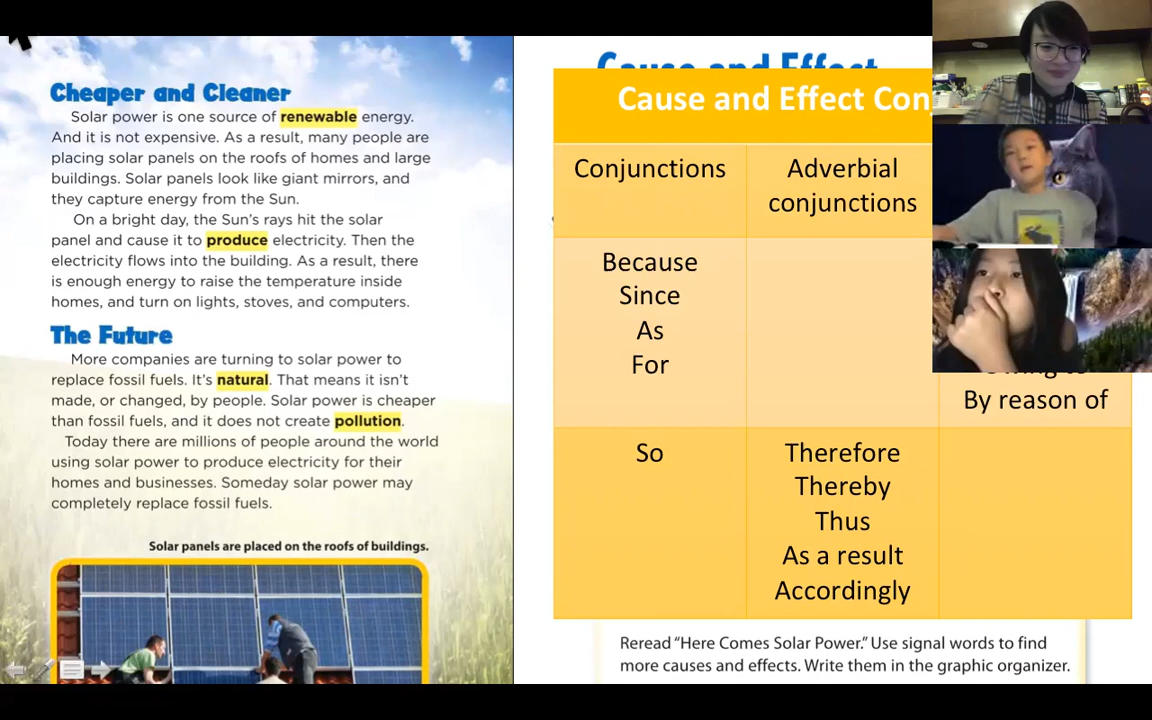 Cheaper and Cleaner
Solar power is one source of renewable energy.
And it is not expensive. As a result, many people are
placing solar panels on the roofs of homes and large
buildings. Solar panels look like giant mirrors, and
they capture energy from the Sun.
On a bright day, the Sun's rays hit the solar
panel and cause it to produce electricity. Then the
electricity flows into the building. As a result, there
is enough energy to raise the temperature inside
homes, and turn on lights, stoves, and computers.
The Future
More companies are turning to solar power to
replace fossil fuels. It's natural. That means it isn't
made, or changed, by people. Solar power is cheaper
than fossil fuels, and it does not create pollution.
Today there are millions of people around the world
using solar power to produce electricity for their
homes and businesses. Someday solar power may
completely replace fossil fuels.
Solar panels are placed on the roofs of buildings.
Cause and Effect
Cause and Effect Con
Conjunctions
Adverbial
conjunctions
Because
Since
As
For
By reason of
So
Therefore
Thereby
Thus
As a result
Accordingly
Reread "Here Comes Solar Power." Use signal words to find
more causes and effects. Write them in the graphic organizer.